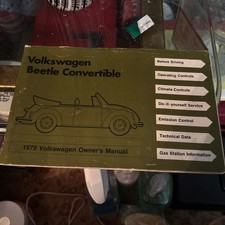 Volkswagen
Beetle Convertible
1979 Volkswagen Owner's Manual
Before Driving
Operating Controls
Climate Controls
Do-it-yourself Service
Emission Control
Technical Data
Gas Station Information